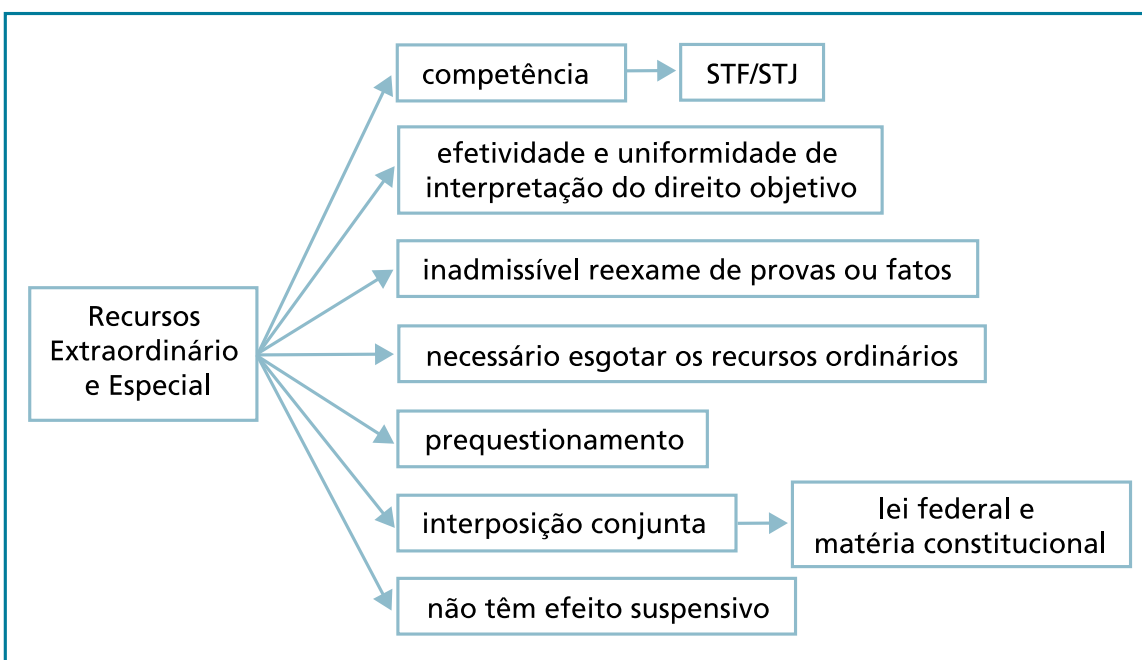 competência
STF/STJ
efetividade e uniformidade de
interpretação do direito objetivo
inadmissível reexame de provas ou fatos
Recursos
Extraordinário
e Especial
necessário esgotar os recursos ordinários
prequestionamento
interposição conjunta
lei federal e
matéria constitucional
não têm efeito suspensivo